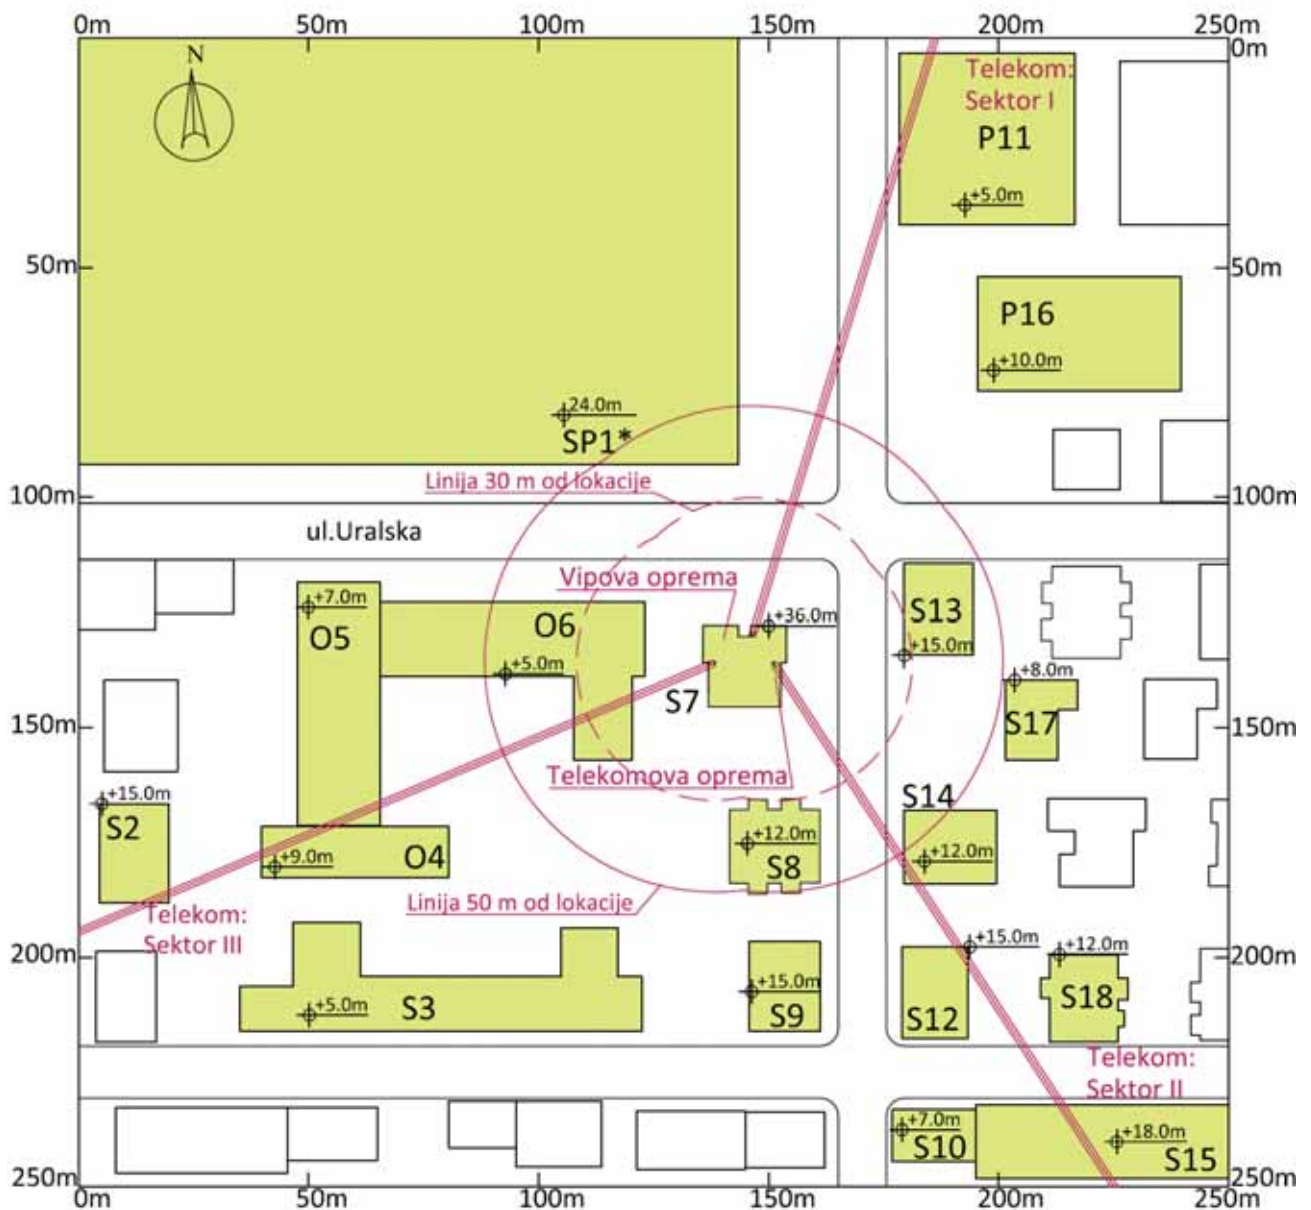 0m 50m 100m 150m 200m 250m
0m
N
Telekom:
Sektor I
P11
+5.0m
50m
50m
P16
+10.0m
24.0m
SP1*
Linija 30 m od lokacije
100m
100m
ul.Uralska
Vipova oprema
+7.0m
O5
O6
+36.0m
S13
+15.0m
+5.0m
+8.0m
S7
S17
150m
150m
Telekomova oprema
+15.0m
S2
S14
+12.0m
S8
+12.0m
+9.0m
O4
Linija 50 m od lokacije
Telekom:
Sektor III
200m
200m
+15.0m
+12.0m
+5.0m
S3
+15.0m
S9
S12
S18
Telekom:
Sektor II
+7.0m
S10
+18.0m
S15
250m
250m
0m 50m 100m 150m 200m 250m